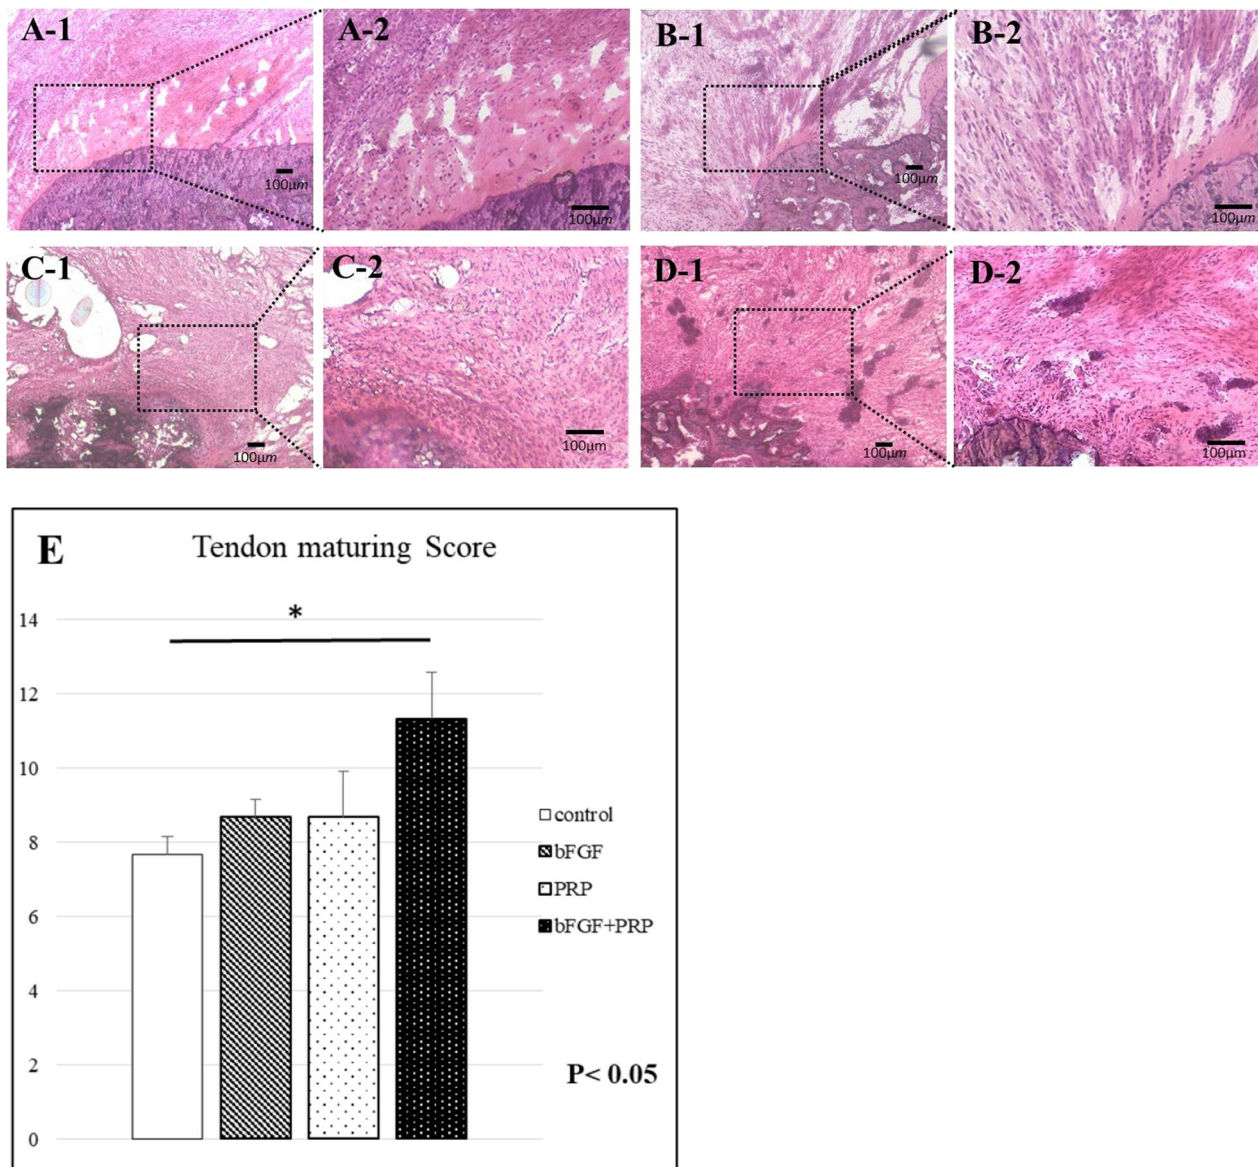 A-1
A-2
B-1
B-2
100μm
100μm
100μm
100μm
C-1
C-2
D-1
D-2
100μm
100μm
100μm
100μm
E
Tendon maturing Score
*
14
12
10
8
6
4
2
0
control
bFGF
PRP
bFGF+PRP
P< 0.05